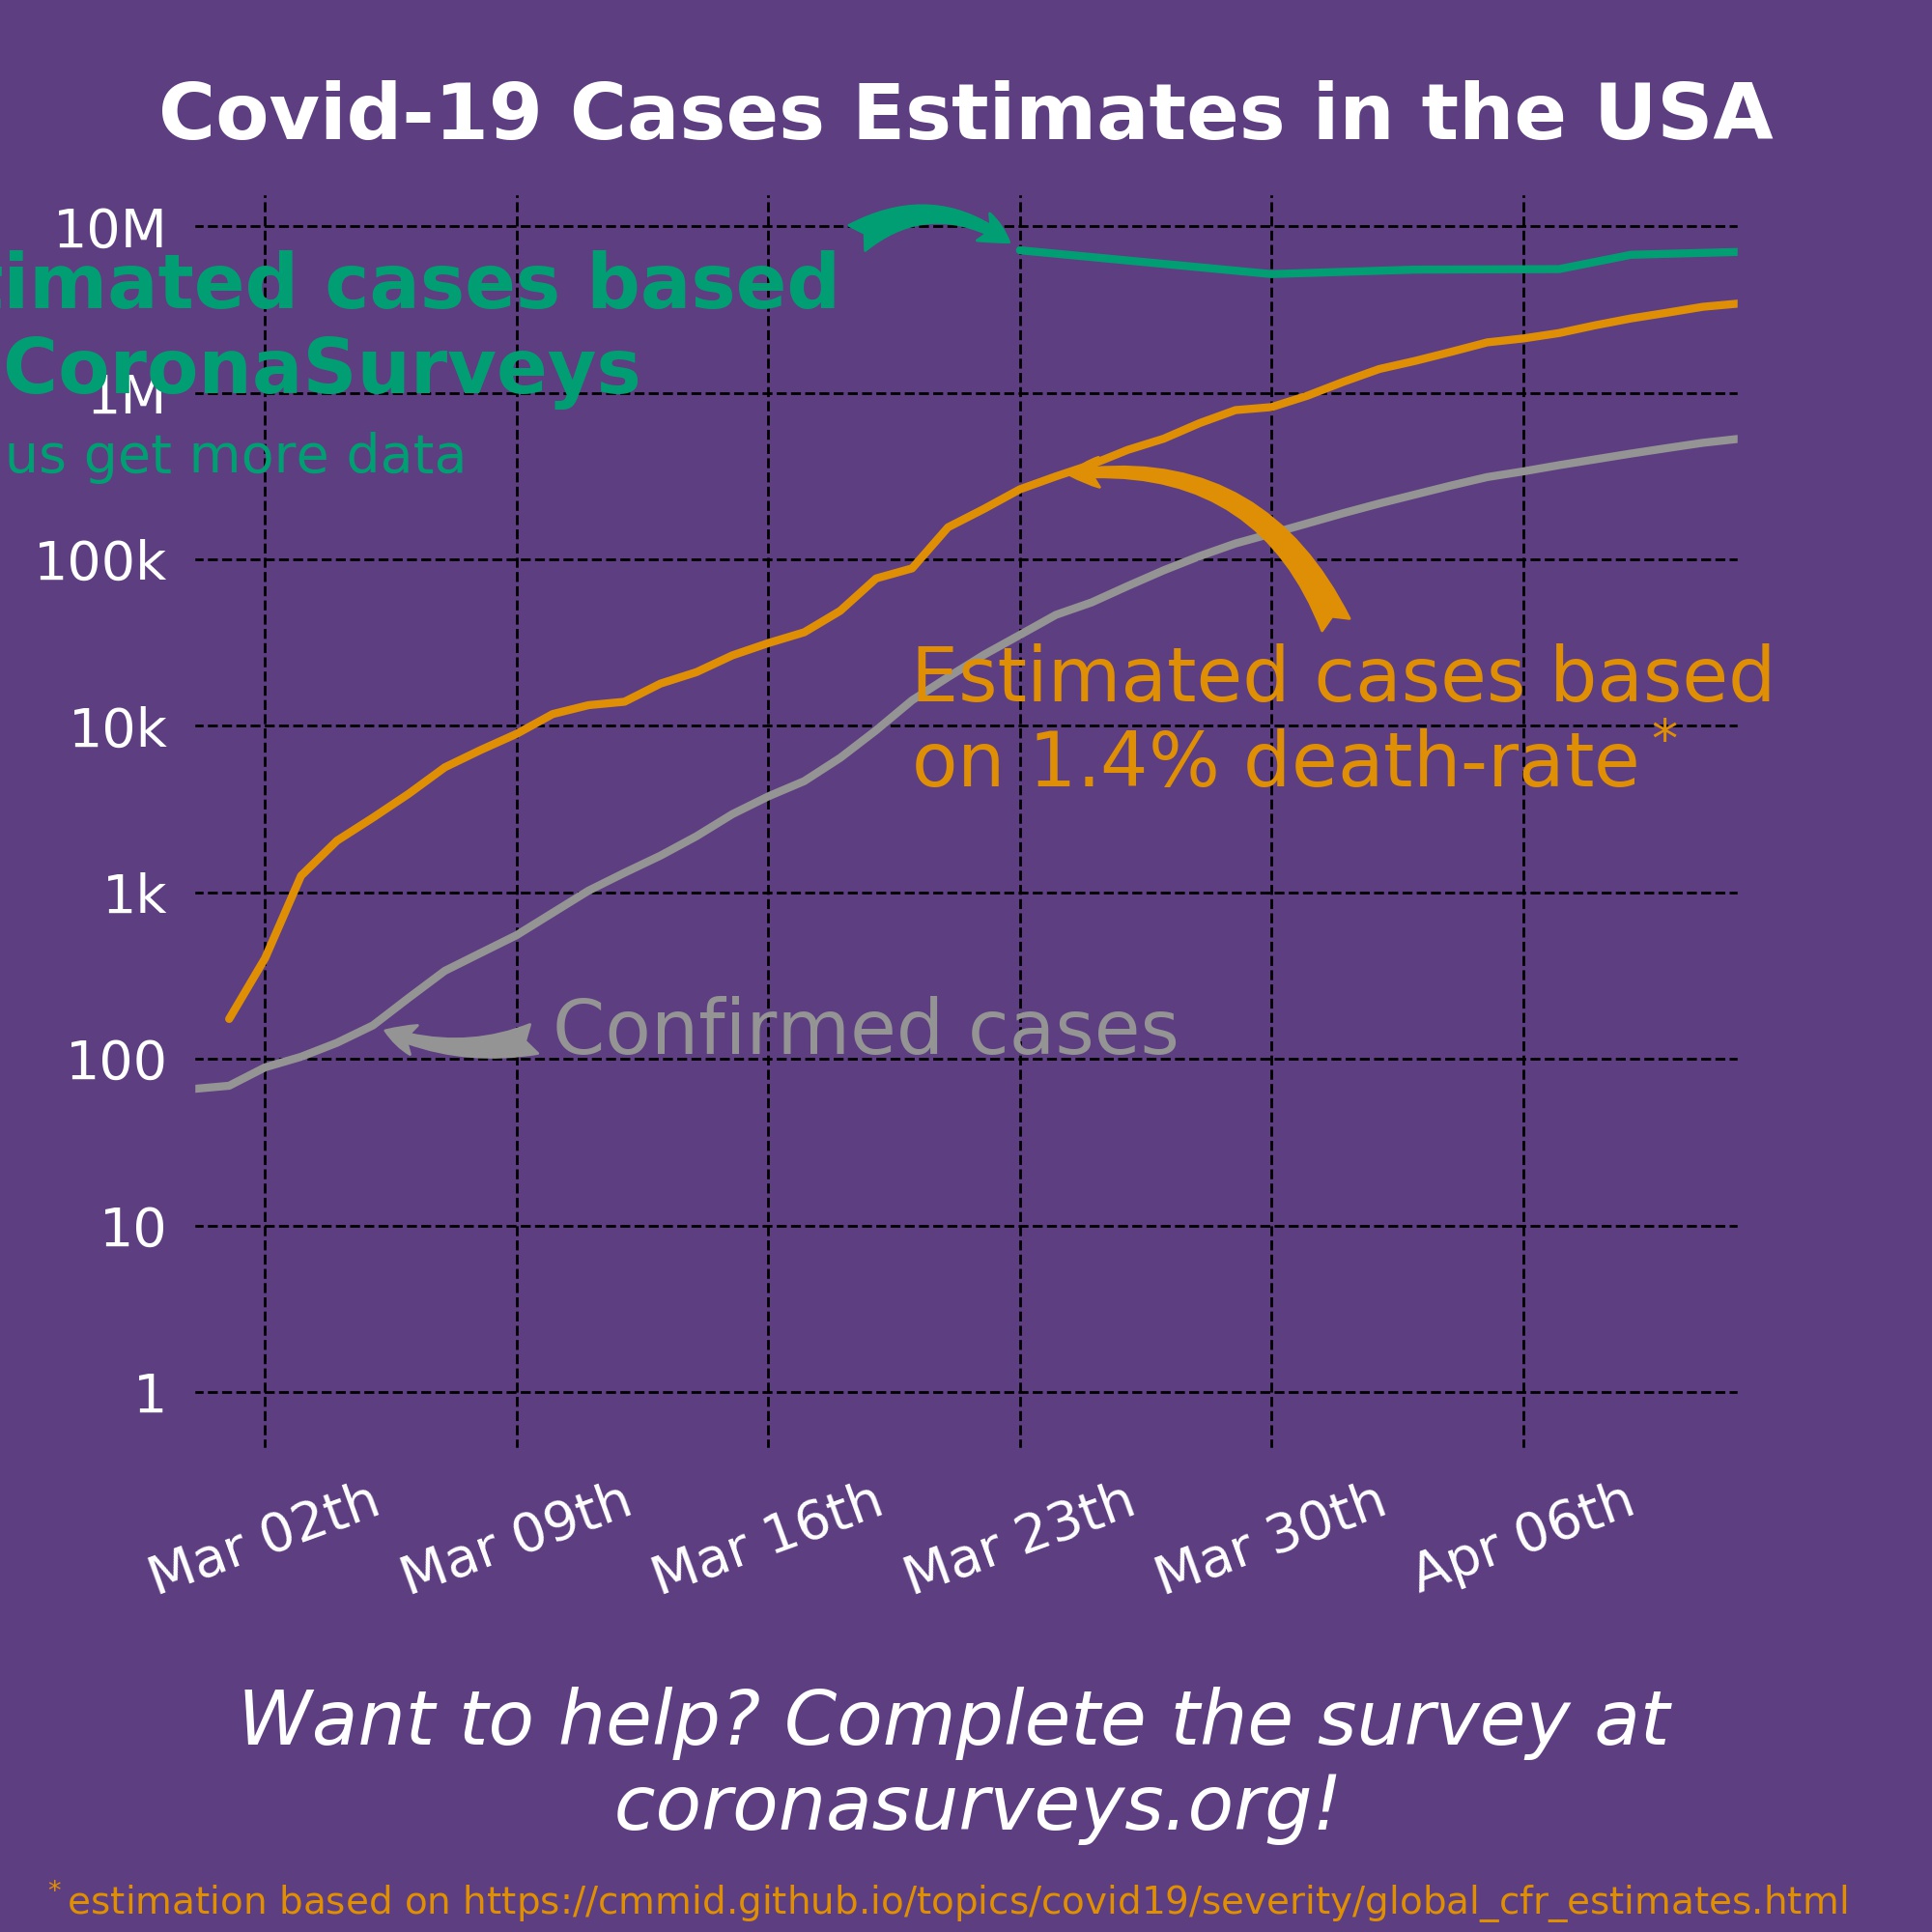 Covid-19 Cases Estimates in the USA
10M
timated cases based
CoronaSurveys
1M
us get more data
100k
Estimated cases based
10k
on 1.4% death-rate*
1k
Confirmed cases
100
10
1
Mar 02th
Mar 09th
Mar 16th
Mar 23th
Mar 30th
Apr 06th
Want to help? Complete the survey at
coronasurveys.org!
*estimation based on https://cmmid.github.io/topics/covid19/severity/global_cfr_estimates.html